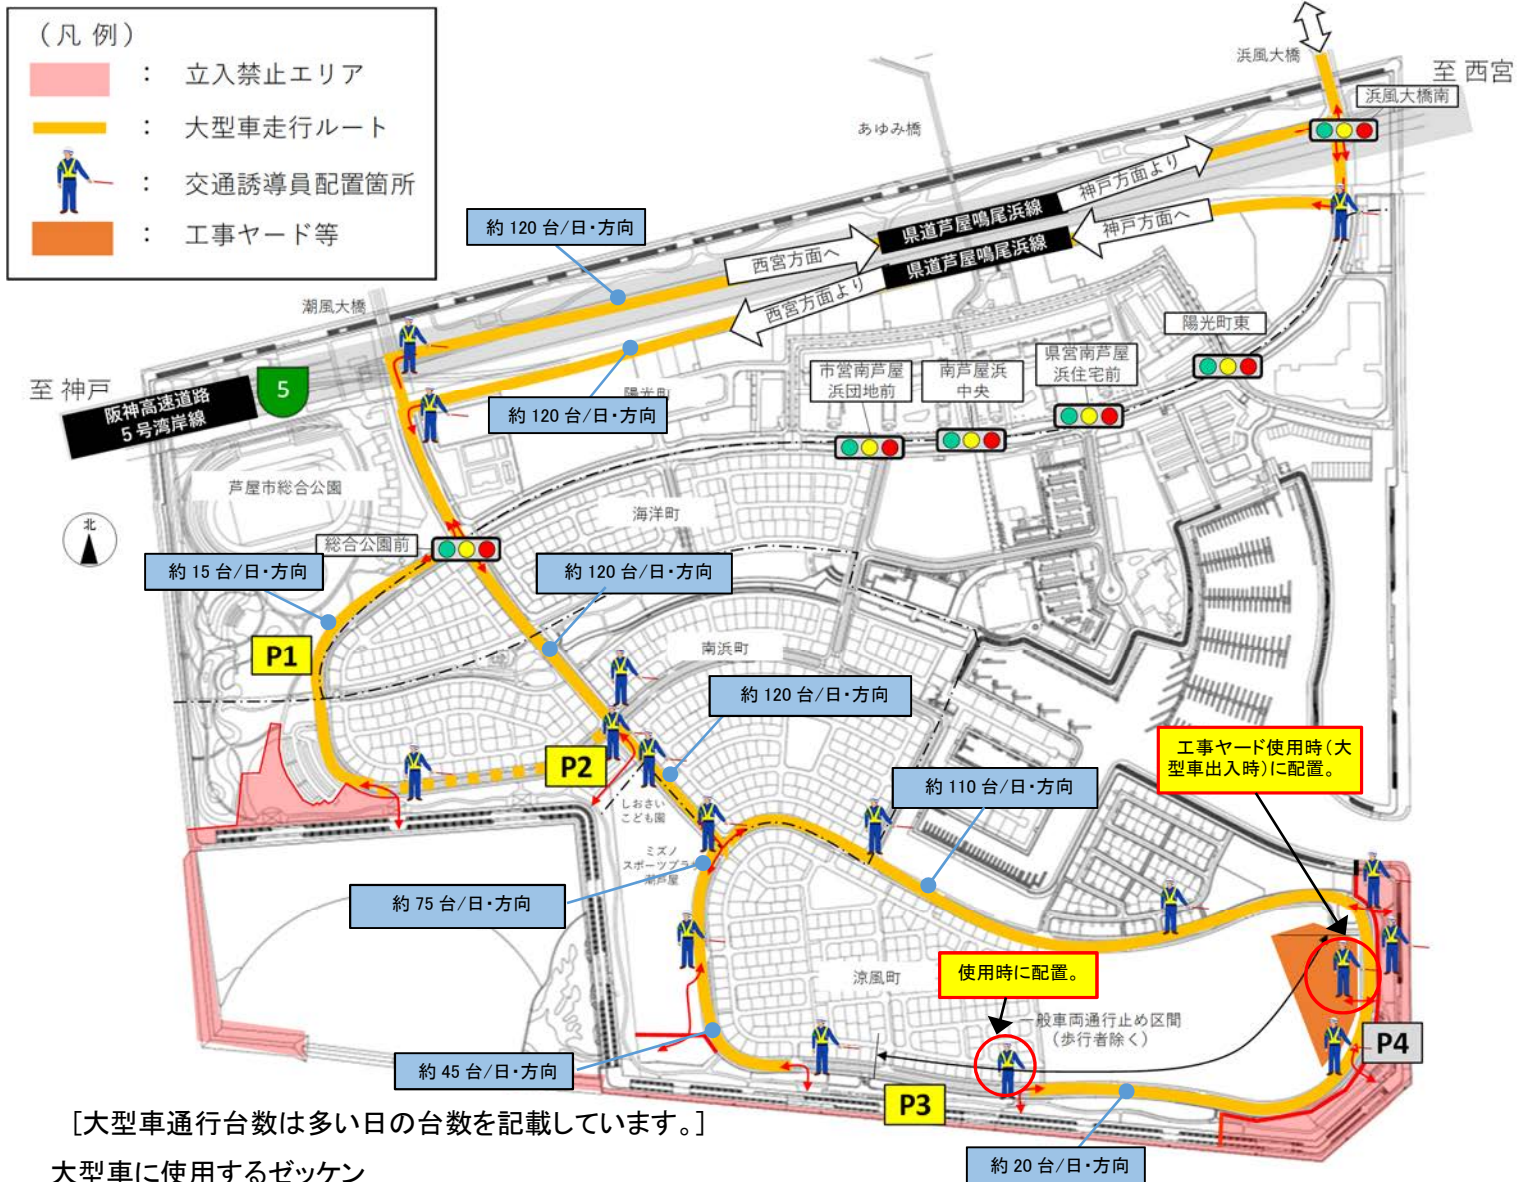 (凡 例)
： 立入禁止エリア
： 大型車走行ルート
： 交通誘導員配置箇所
： 工事ヤード等
浜風大橋
至 西宮
浜風大橋南
あゆみ橋
神戸方面より
県道芦屋鳴尾浜線
神戸方面へ
約 120 台/日・方向
西宮方面へ
県道芦屋鳴尾浜線
西宮方面より
潮風大橋
陽光町東
県営南芦屋
浜住宅前
市営南芦屋
浜団地前
南芦屋浜
中央
至 神戸
阪神高速道路
5号湾岸線
5
陽光町
約 120 台/日・方向
芦屋市総合公園
海洋町
北
総合公園前
約 15 台/日・方向
約 120 台/日・方向
P1
南浜町
約 120 台/日・方向
工事ヤード使用時(大
型車出入時)に配置。
P2
約 110 台/日・方向
しおさい
こども園
ミズノ
スポーツプラザ
潮芦屋
約 75 台/日・方向
涼風町
使用時に配置。
一般車両通行止め区間
(歩行者除く)
P4
約 45 台/日・方向
P3
約 20 台/日・方向
[大型車通行台数は多い日の台数を記載しています。]
大型車に使用するゼッケン